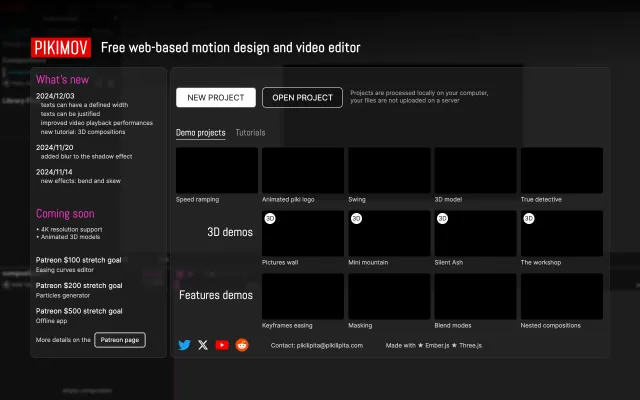 PIKIMOV Free web-based motion design and video editor
What's new
2024/12/03
texts can have a defined width
texts can be justified
improved video playback performances
new tutorial: 3D compositions
2024/11/20
added blur to the shadow effect
2024/11/14
new effects: bend and skew
Coming soon
• 4K resolution support
• Animated 3D models
Patreon $100 stretch goal
Easing curves editor
Patreon $200 stretch goal
Particles generator
Patreon $500 stretch goal
Offline app
More details on the Patreon page
NEW PROJECT OPEN PROJECT
Projects are processed locally on your computer,
your files are not uploaded on a server
Demo projects Tutorials
Speed ramping Animated piki logo Swing 3D model True detective
3D demos
3D 3D 3D 3D
Pictures wall Mini mountain Silent Ash The workshop
Features demos
Keyframes easing Masking Blend modes Nested compositions
Contact: pikilipita@pikilipita.com Made with ★ Ember.js ★ Three.js